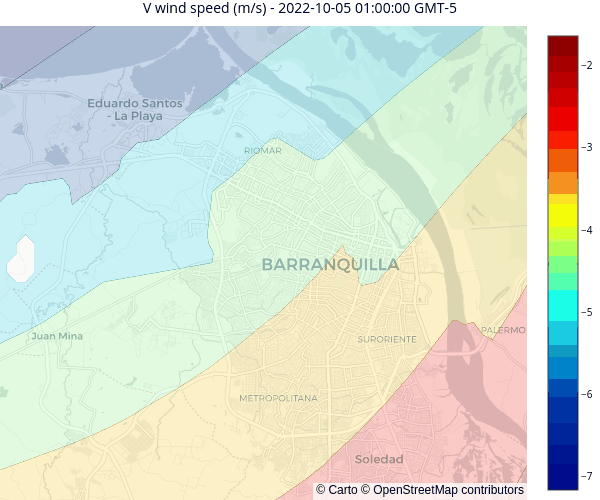 V wind speed (m/s) - 2022-10-05 01:00:00 GMT-5
Eduardo Santos
- La Playa
RIOMAR
BARRANQUILLA
Juan Mina
SURORIENTE
PALERMO
METROPOLITANA
Soledad
© Carto © OpenStreetMap contributors
−2
−3
−4
−5
−6
−7